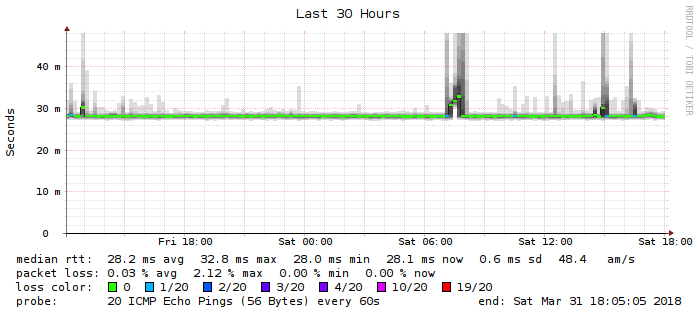 Last 30 Hours
RRDTOOL / TOBI OETIKER
Seconds
40 m
30 m
20 m
10 m
0
Fri 18:00 Sat 00:00 Sat 06:00 Sat 12:00 Sat 18:00
median rtt: 28.2 ms avg 32.8 ms max 28.0 ms min 28.1 ms now 0.6 ms sd 48.4 am/s
packet loss: 0.03 % avg 2.12 % max 0.00 % min 0.00 % now
loss color: 0 1/20 2/20 3/20 4/20 10/20 19/20
probe: 20 ICMP Echo Pings (56 Bytes) every 60s end: Sat Mar 31 18:05:05 2018